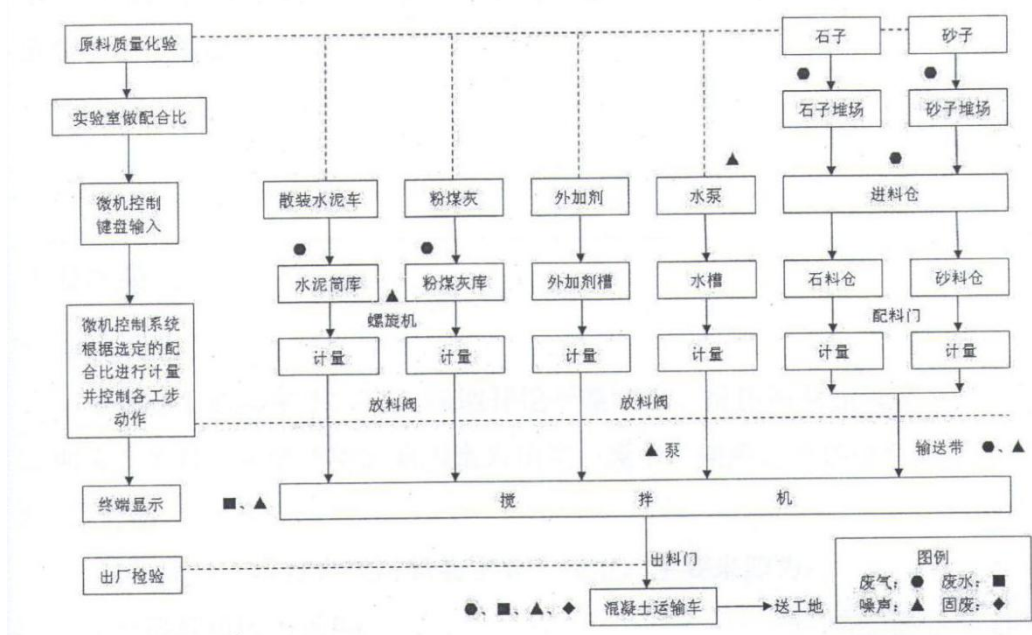 原料质量化验
石子
砂子
实验室做配合比
石子堆场
砂子堆场
微机控制
键盘输入
散装水泥车
粉煤灰
外加剂
水泵
进料仓
水泥筒库
粉煤灰库
外加剂槽
水槽
石料仓
砂料仓
螺旋机
配料门
微机控制系统
根据选定的配
合比进行计量
并控制各工步
动作
计量
计量
计量
计量
计量
计量
放料阀
放料阀
泵
输送带
、
终端显示
、
搅拌机
出厂检验
出料门
图例
废气：
废水：
噪声：
固废：
、、、
混凝土运输车
送工地